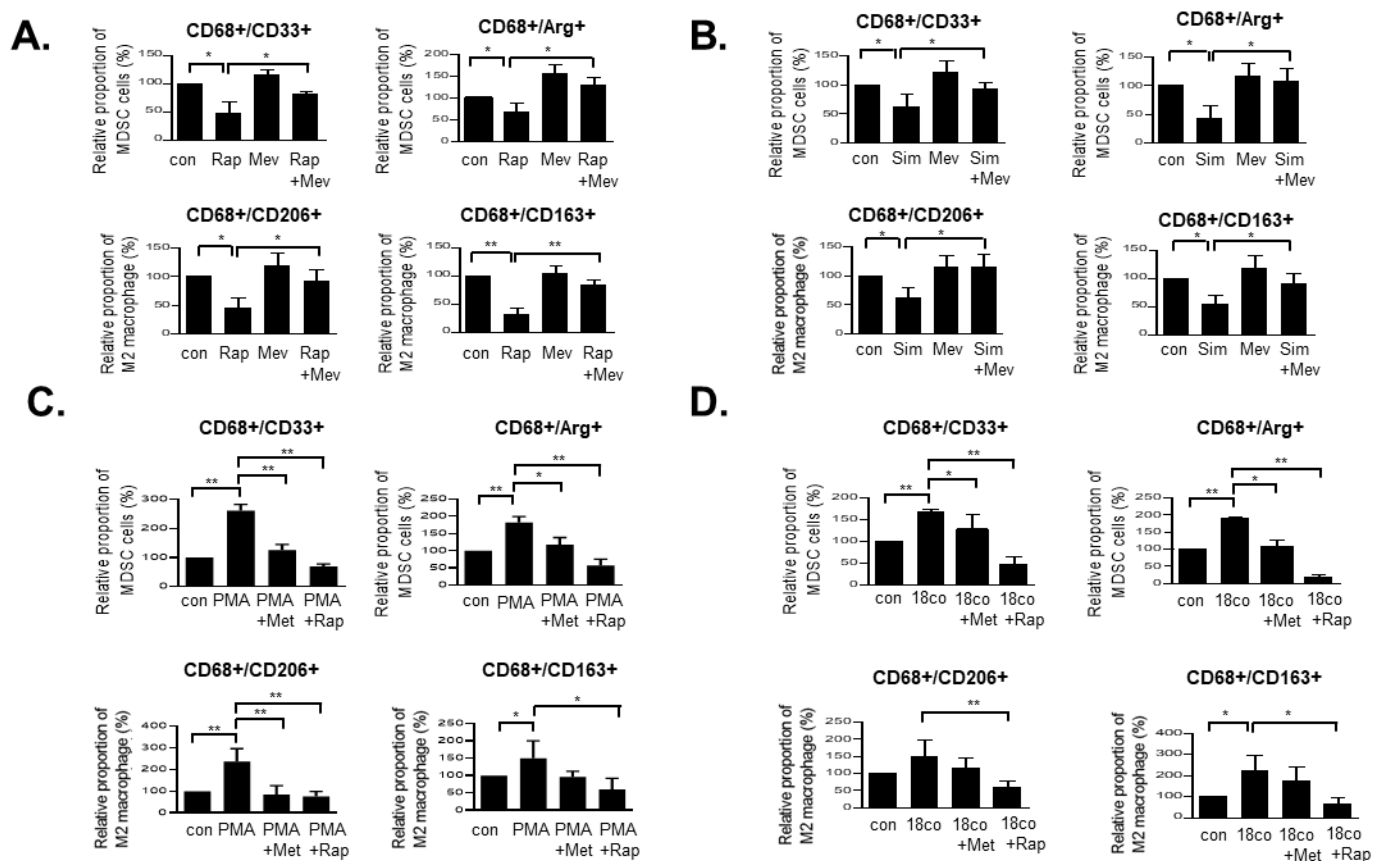 A.
CD68+/CD33+
Relative proportion of
MDSC cells (%)
150
100
50
0
*
*
con Rap Mev Rap
+Mev
CD68+/Arg+
Relative proportion of
MDSC cells (%)
200
150
100
50
0
*
*
con Rap Mev Rap
+Mev
CD68+/CD206+
Relative proportion of
M2 macrophage (%)
150
100
50
0
*
*
con Rap Mev Rap
+Mev
CD68+/CD163+
Relative proportion of
M2 macrophage (%)
150
100
50
0
**
**
con Rap Mev Rap
+Mev
B.
CD68+/CD33+
Relative proportion of
MDSC cells (%)
150
100
50
0
*
*
con Sim Mev Sim
+Mev
CD68+/Arg+
Relative proportion of
MDSC cells (%)
150
100
50
0
*
*
con Sim Mev Sim
+Mev
CD68+/CD206+
Relative proportion of
M2 macrophage (%)
150
100
50
0
*
*
con Sim Mev Sim
+Mev
CD68+/CD163+
Relative proportion of
M2 macrophage (%)
150
100
50
0
*
*
con Sim Mev Sim
+Mev
C.
CD68+/CD33+
Relative proportion of
MDSC cells (%)
300
200
100
0
**
**
**
con PMA PMA PMA
+Met +Rap
CD68+/Arg+
Relative proportion of
MDSC cells (%)
250
200
150
100
50
0
**
*
**
con PMA PMA PMA
+Met +Rap
CD68+/CD206+
Relative proportion of
M2 macrophage (%)
400
300
200
100
0
**
**
**
con PMA PMA PMA
+Met +Rap
CD68+/CD163+
Relative proportion of
M2 macrophage (%)
250
200
150
100
50
0
*
*
con PMA PMA PMA
+Met +Rap
D.
CD68+/CD33+
Relative proportion of
MDSC cells (%)
200
150
100
50
0
**
*
**
con 18co 18co 18co
+Met +Rap
CD68+/Arg+
Relative proportion of
MDSC cells (%)
250
200
150
100
50
0
**
*
**
con 18co 18co 18co
+Met +Rap
CD68+/CD206+
Relative proportion of
M2 macrophage (%)
250
200
150
100
50
0
**
con 18co 18co 18co
+Met +Rap
CD68+/CD163+
Relative proportion of
M2 macrophage (%)
400
300
200
100
0
*
*
con 18co 18co 18co
+Met +Rap